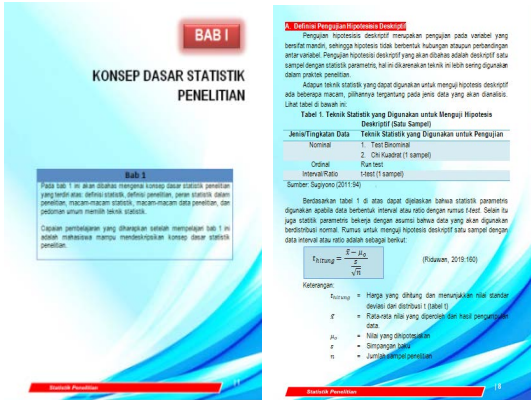 BAB I
KONSEP DASAR STATISTIK
PENELITIAN
Bab 1
Pada bab 1 ini akan dibahas mengenai konsep dasar statistik penelitian
yang terdiri atas: definisi statistik, definisi penelitian, peran statistik dalam
penelitian, macam-macam statistik, macam-macam data penelitian, dan
pedoman umum memilih teknik statistik.
Capaian pembelajaran yang diharapkan setelah mempelajari bab 1 ini
adalah mahasiswa mampu mendeskripsikan konsep dasar statistik
penelitian.
Statistik Penelitian
A. Definisi Pengujian Hipotesisis Deskriptif
Pengujian hipotesisis deskriptif merupakan pengujian pada variabel yang
bersifat mandiri, sehingga hipotesis tidak berbentuk hubungan ataupun perbandingan
antar variabel. Pengujian hipotesisis deskriptif yang akan dibahas adalah deskriptif satu
sampel dengan statistik parametris, hal ini dikarenakan teknik ini lebih sering digunakan
dalam praktek penelitian.
Adapun teknik statistik yang dapat digunakan untuk menguji hipotesis deskriptif
ada beberapa macam, pilihannya tergantung pada jenis data yang akan dianalisis.
Lihat tabel di bawah ini:
Tabel 1. Teknik Statistik yang Digunakan untuk Menguji Hipotesis
Deskriptif (Satu Sampel)
Jenis/Tingkatan Data Teknik Statistik yang Digunakan untuk Pengujian
Nominal 1. Test Binominal
2. Chi Kuadrat (1 sampel)
Ordinal Run test
Interval/Ratio t-test (1 sampel)
Sumber: Sugiyono (2011:94)
Berdasarkan tabel 1 di atas dapat dijelaskan bahwa statistik parametris
digunakan apabila data berbentuk interval atau ratio dengan rumus t-test. Selain itu
juga statitik parametris bekerja dengan asumsi bahwa data yang akan digunakan
berdistribusi normal. Rumus untuk menguji hipotesis deskriptif satu sampel dengan
data interval atau ratio adalah sebagai berikut:
t hitung = x̄ − μo / s/√n (Riduwan, 2019:160)
Keterangan:
t hitung = Harga yang dihitung dan menunjukkan nilai standar
deviasi dari distribusi t (tabel t)
x̄ = Rata-rata nilai yang diperoleh dari hasil pengumpulan
data
μo = Nilai yang dihipotesiskan
s = Simpangan baku
n = Jumlah sampel penelitian
Statistik Penelitian
| 8